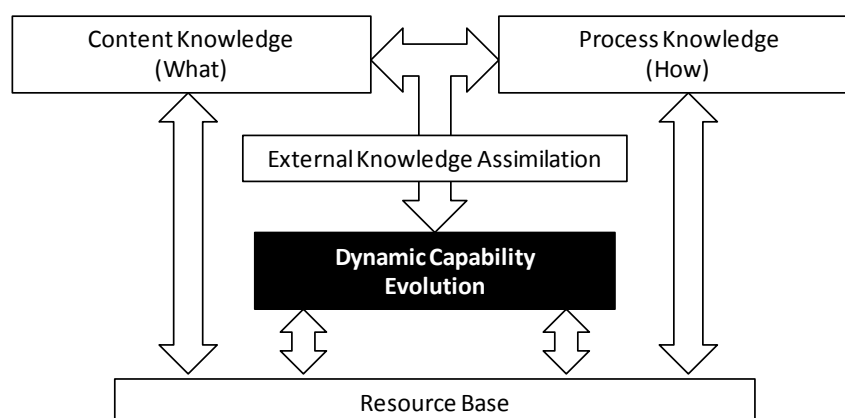 Content Knowledge
(What)
Process Knowledge
(How)
External Knowledge Assimilation
Dynamic Capability
Evolution
Resource Base